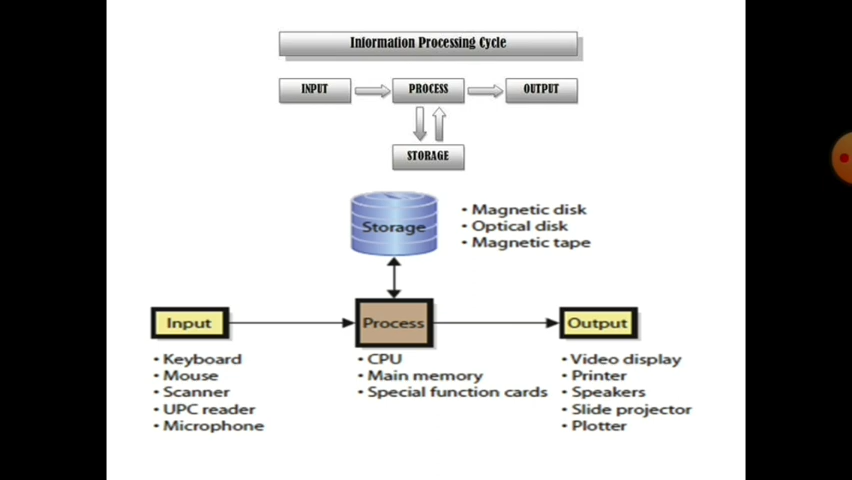 Information Processing Cycle
INPUT
PROCESS
OUTPUT
STORAGE
Storage
• Magnetic disk
• Optical disk
• Magnetic tape
Input
Process
Output
• Keyboard
• Mouse
• Scanner
• UPC reader
• Microphone
• CPU
• Main memory
• Special function cards
• Video display
• Printer
• Speakers
• Slide projector
• Plotter